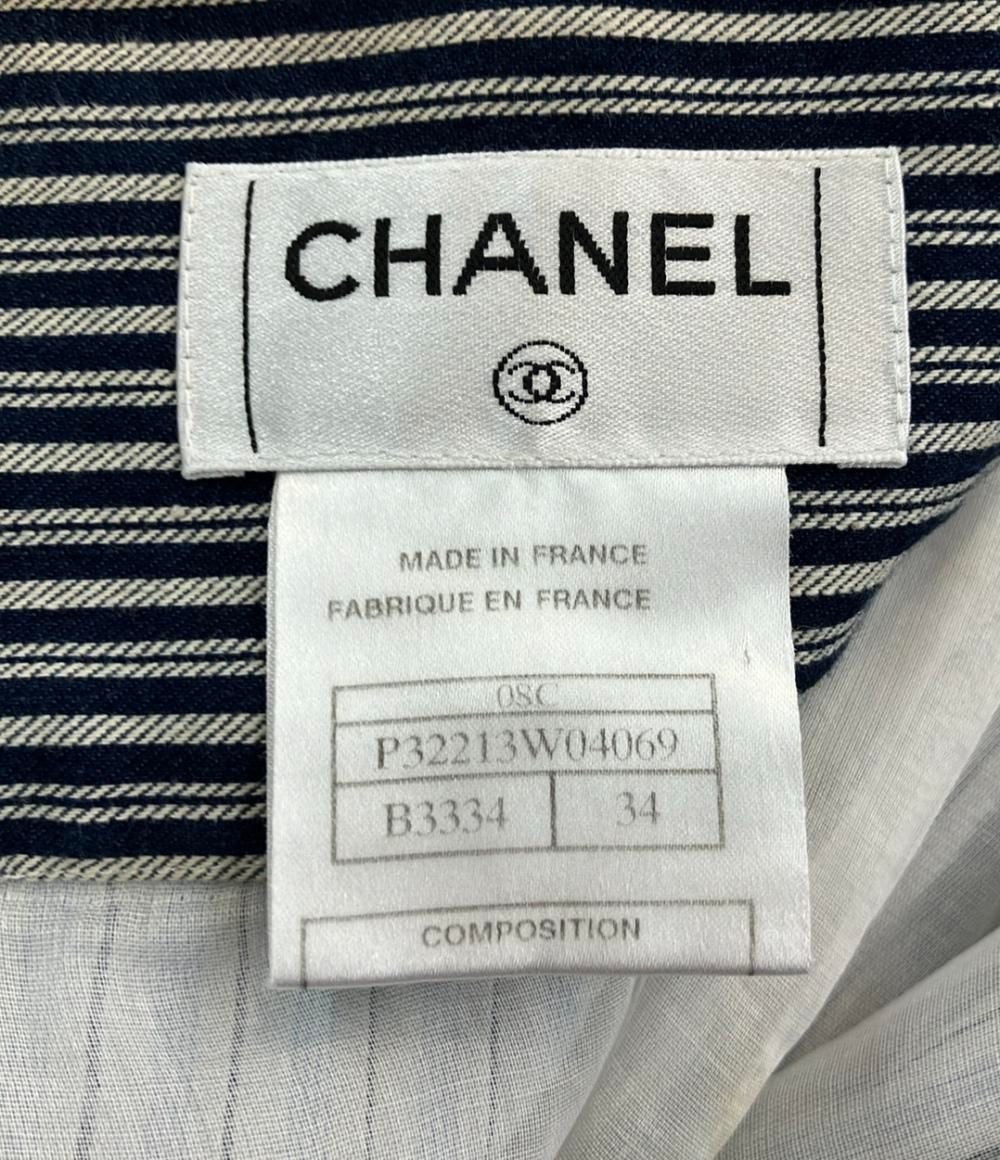 CHANEL
MADE IN FRANCE
FABRIQUE EN FRANCE
08C
P32213W04069
B3334 34
COMPOSITION